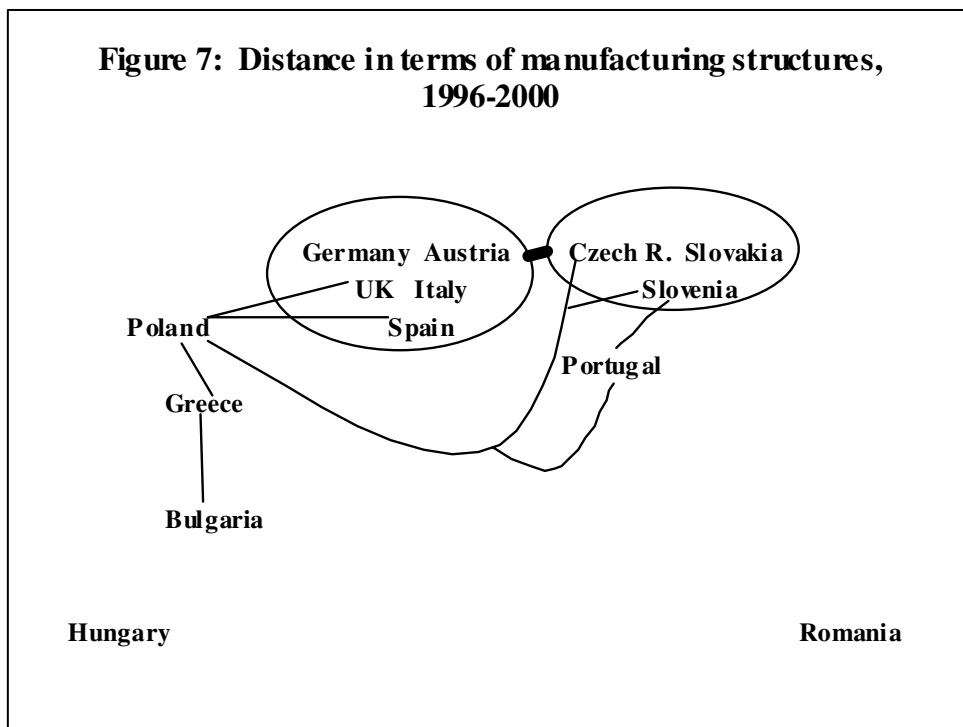 Figure 7: Distance in terms of manufacturing structures,
1996-2000
Germany Austria
Czech R. Slovakia
UK Italy
Slovenia
Poland
Spain
Portugal
Greece
Bulgaria
Hungary
Romania